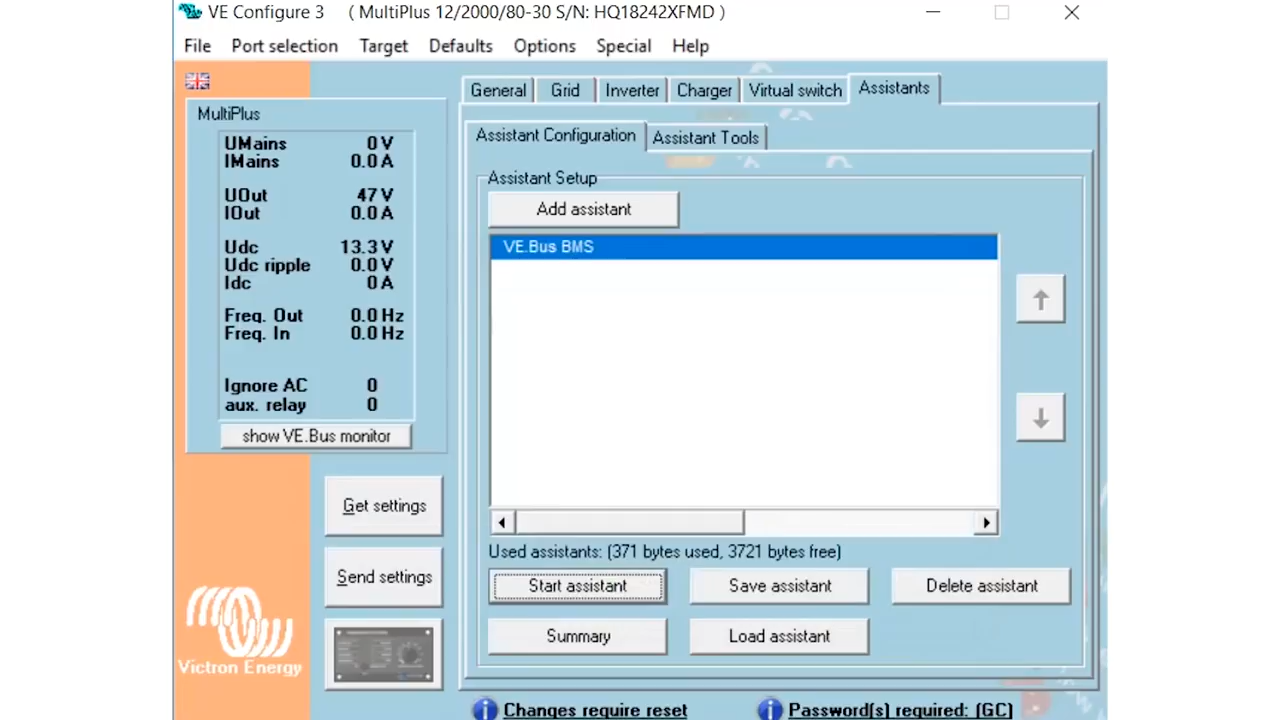 VE Configure 3 ( MultiPlus 12/2000/80-30 S/N: HQ18242XFMD )
File Port selection Target Defaults Options Special Help
General Grid Inverter Charger Virtual switch Assistants
MultiPlus
UMains 0 V
IMains 0.0 A
UOut 47 V
IOut 0.0 A
Udc 13.3 V
Udc ripple 0.0 V
Idc 0 A
Freq. Out 0.0 Hz
Freq. In 0.0 Hz
Ignore AC 0
aux. relay 0
show VE.Bus monitor
Get settings
Send settings
Victron Energy
Assistant Configuration Assistant Tools
Assistant Setup
Add assistant
VE.Bus BMS
Used assistants: (371 bytes used, 3721 bytes free)
Start assistant Save assistant Delete assistant
Summary Load assistant
Changes require reset Password(s) required: (GC)